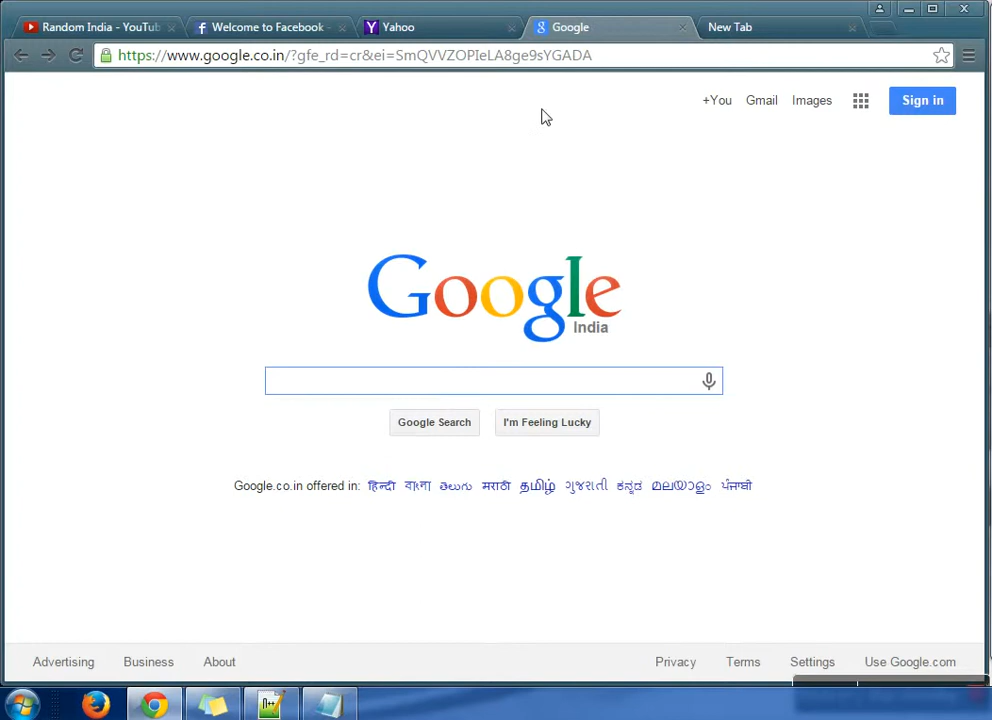 Random India - YouTub
Welcome to Facebook -
Yahoo
Google
New Tab
https://www.google.co.in/?gfe_rd=cr&ei=SmQVVZOPIeLA8ge9sYGADA
+You Gmail Images Sign in
Google
India
Google Search I'm Feeling Lucky
Google.co.in offered in: हिन्दी বাংলা తెలుగు मराठी தமிழ் ગુજરાતી ಕನ್ನಡ മലയാളം ਪੰਜਾਬੀ
Advertising Business About Privacy Terms Settings Use Google.com